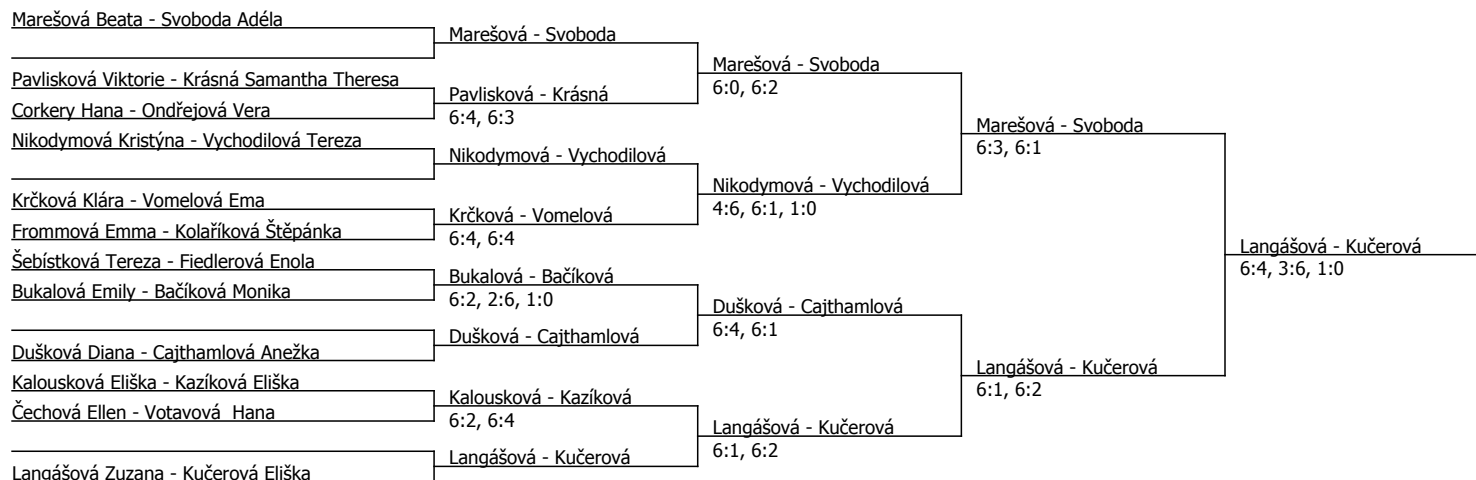 Marešová Beata - Svoboda Adéla
Pavlisková Viktorie - Krásná Samantha Theresa
Corkery Hana - Ondřejová Vera
Nikodymová Kristýna - Vychodilová Tereza
Krčková Klára - Vomelová Ema
Frommová Emma - Kolaříková Štěpánka
Šebístková Tereza - Fiedlerová Enola
Bukalová Emily - Bačíková Monika
Dušková Diana - Cajthamlová Anežka
Kalousková Eliška - Kazíková Eliška
Čechová Ellen - Votavová  Hana
Langášová Zuzana - Kučerová Eliška
Marešová - Svoboda
Pavlisková - Krásná
6:4, 6:3
Nikodymová - Vychodilová
Krčková - Vomelová
6:4, 6:4
Bukalová - Bačíková
6:2, 2:6, 1:0
Dušková - Cajthamlová
Kalousková - Kazíková
6:2, 6:4
Langášová - Kučerová
Marešová - Svoboda
6:0, 6:2
Nikodymová - Vychodilová
4:6, 6:1, 1:0
Dušková - Cajthamlová
6:4, 6:1
Langášová - Kučerová
6:1, 6:2
Marešová - Svoboda
6:3, 6:1
Langášová - Kučerová
6:1, 6:2
Langášová - Kučerová
6:4, 3:6, 1:0